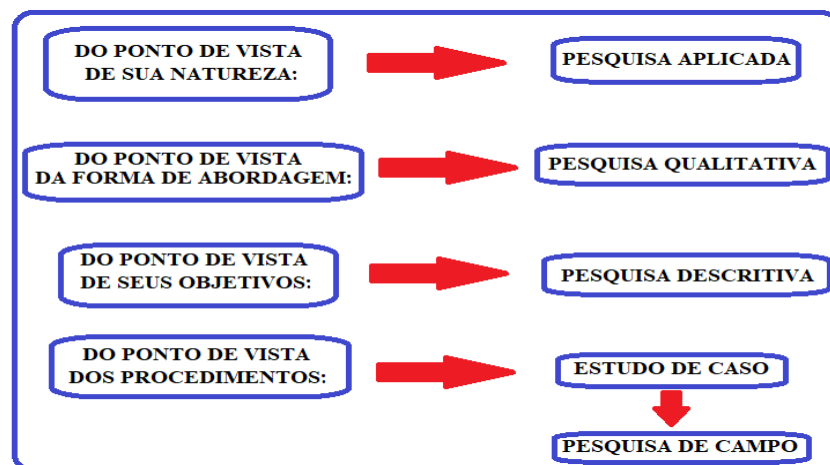 DO PONTO DE VISTA
DE SUA NATUREZA:
PESQUISA APLICADA
DO PONTO DE VISTA
DA FORMA DE ABORDAGEM:
PESQUISA QUALITATIVA
DO PONTO DE VISTA
DE SEUS OBJETIVOS:
PESQUISA DESCRITIVA
DO PONTO DE VISTA
DOS PROCEDIMENTOS:
ESTUDO DE CASO
PESQUISA DE CAMPO